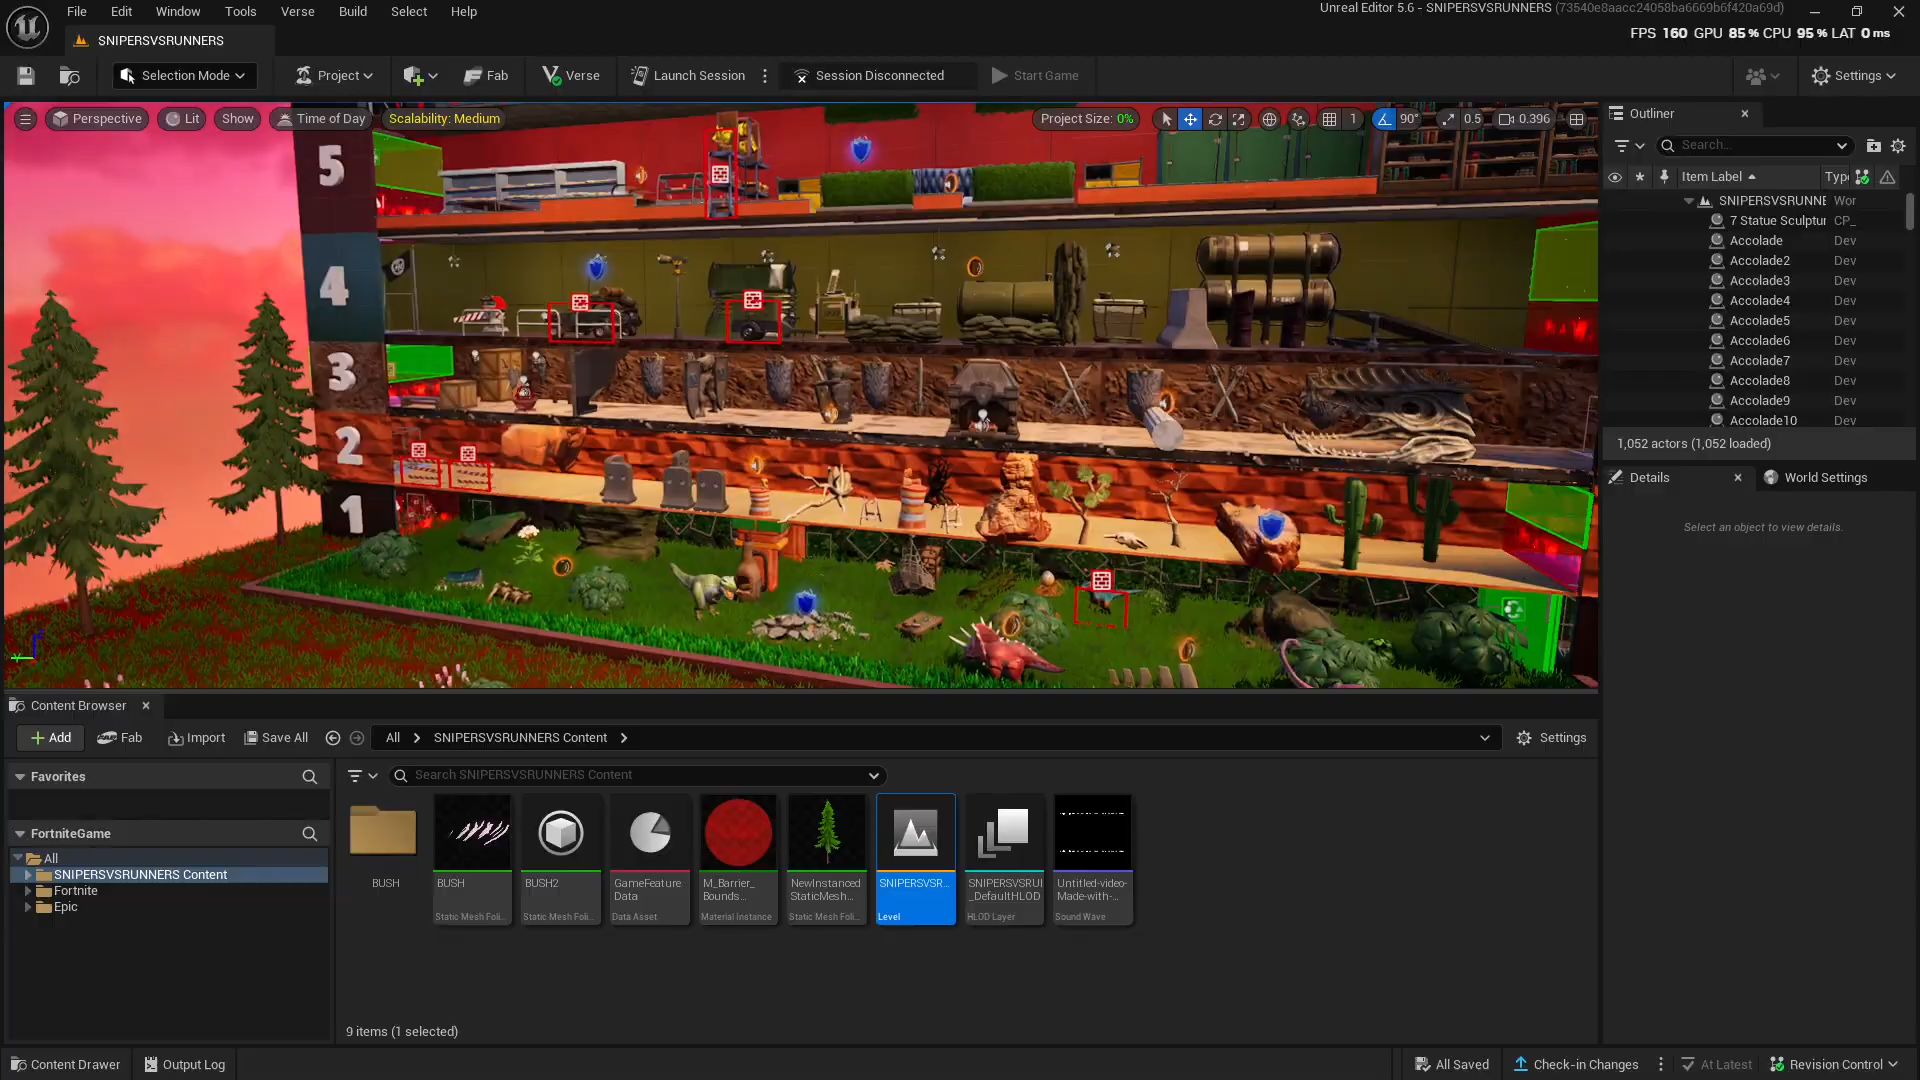 File Edit Window Tools Verse Build Select Help
Unreal Editor 5.6 - SNIPERSVSRUNNERS (73540e8aacc24058ba6669b6f420a69d)
SNIPERSVSRUNNERS
FPS 160 GPU 85 % CPU 95 % LAT 0 ms
Selection Mode Project Fab Verse Launch Session Session Disconnected Start Game Settings
Perspective Lit Show Time of Day Scalability: Medium Project Size: 0% 1 90° 0.5 0.396
5
4
3
2
1
Outliner
Search...
Item Label Typ
SNIPERSVSRUNNE Wor
7 Statue Sculptur CP_
Accolade Dev
Accolade2 Dev
Accolade3 Dev
Accolade4 Dev
Accolade5 Dev
Accolade6 Dev
Accolade7 Dev
Accolade8 Dev
Accolade9 Dev
Accolade10 Dev
1,052 actors (1,052 loaded)
Details World Settings
Select an object to view details.
Content Browser
Add Fab Import Save All All SNIPERSVSRUNNERS Content Settings
Favorites
Search SNIPERSVSRUNNERS Content
FortniteGame
All
SNIPERSVSRUNNERS Content
Fortnite
Epic
BUSH
BUSH
Static Mesh Foli...
BUSH2
Static Mesh Foli...
GameFeature
Data
Data Asset
M_Barrier_
Bounds...
Material Instance
NewInstanced
StaticMesh...
Static Mesh Foli...
SNIPERSVSR...
Level
SNIPERSVSRUI
_DefaultHLOD
HLOD Layer
Untitled-video-
Made-with-...
Sound Wave
9 items (1 selected)
Content Drawer Output Log All Saved Check-in Changes At Latest Revision Control